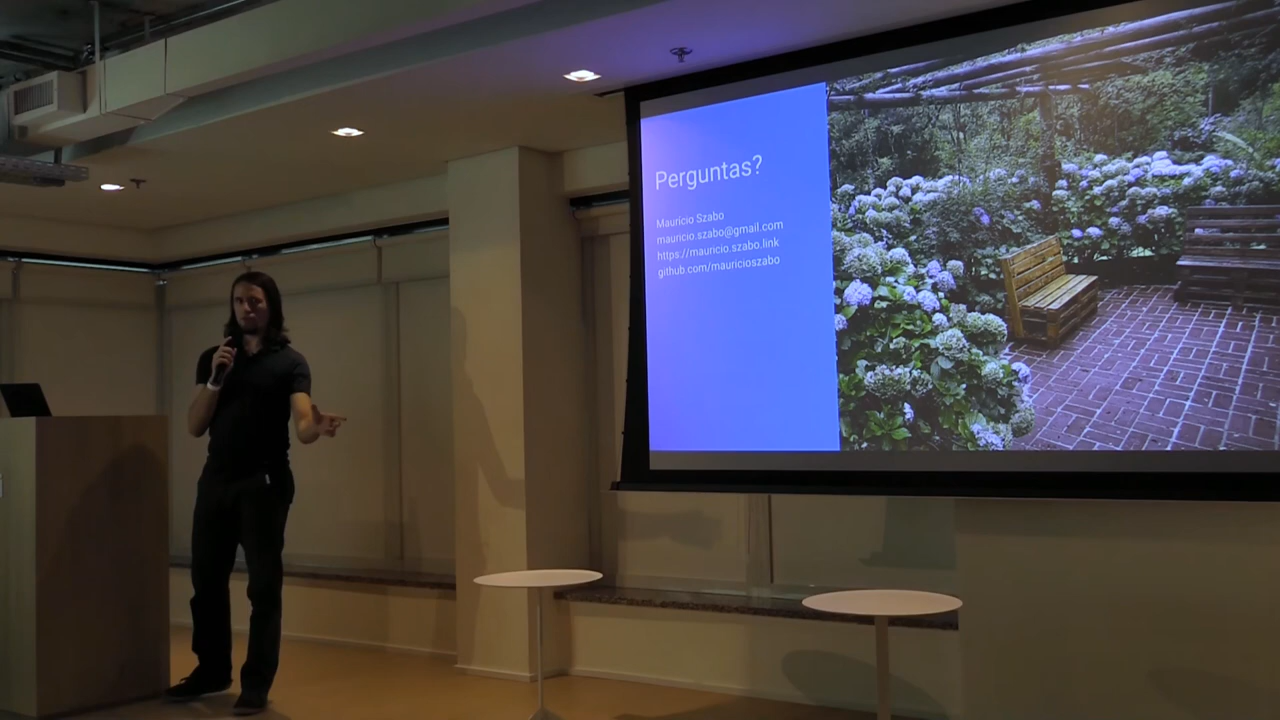 Perguntas?
Mauricio Szabo
mauricio.szabo@gmail.com
https://mauricio.szabo.link
github.com/mauricioszabo